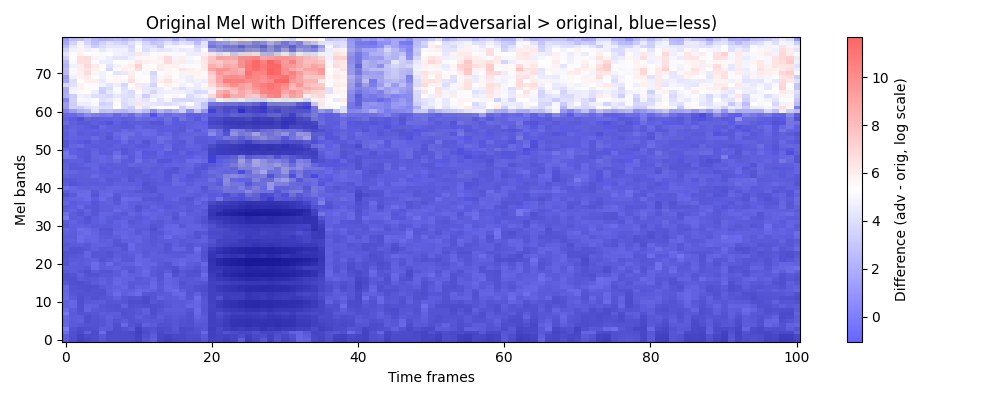 Original Mel with Differences (red=adversarial > original, blue=less)
Mel bands
70
60
50
40
30
20
10
0
0 20 40 60 80 100
Time frames
10
8
6
4
2
0
Difference (adv - orig, log scale)